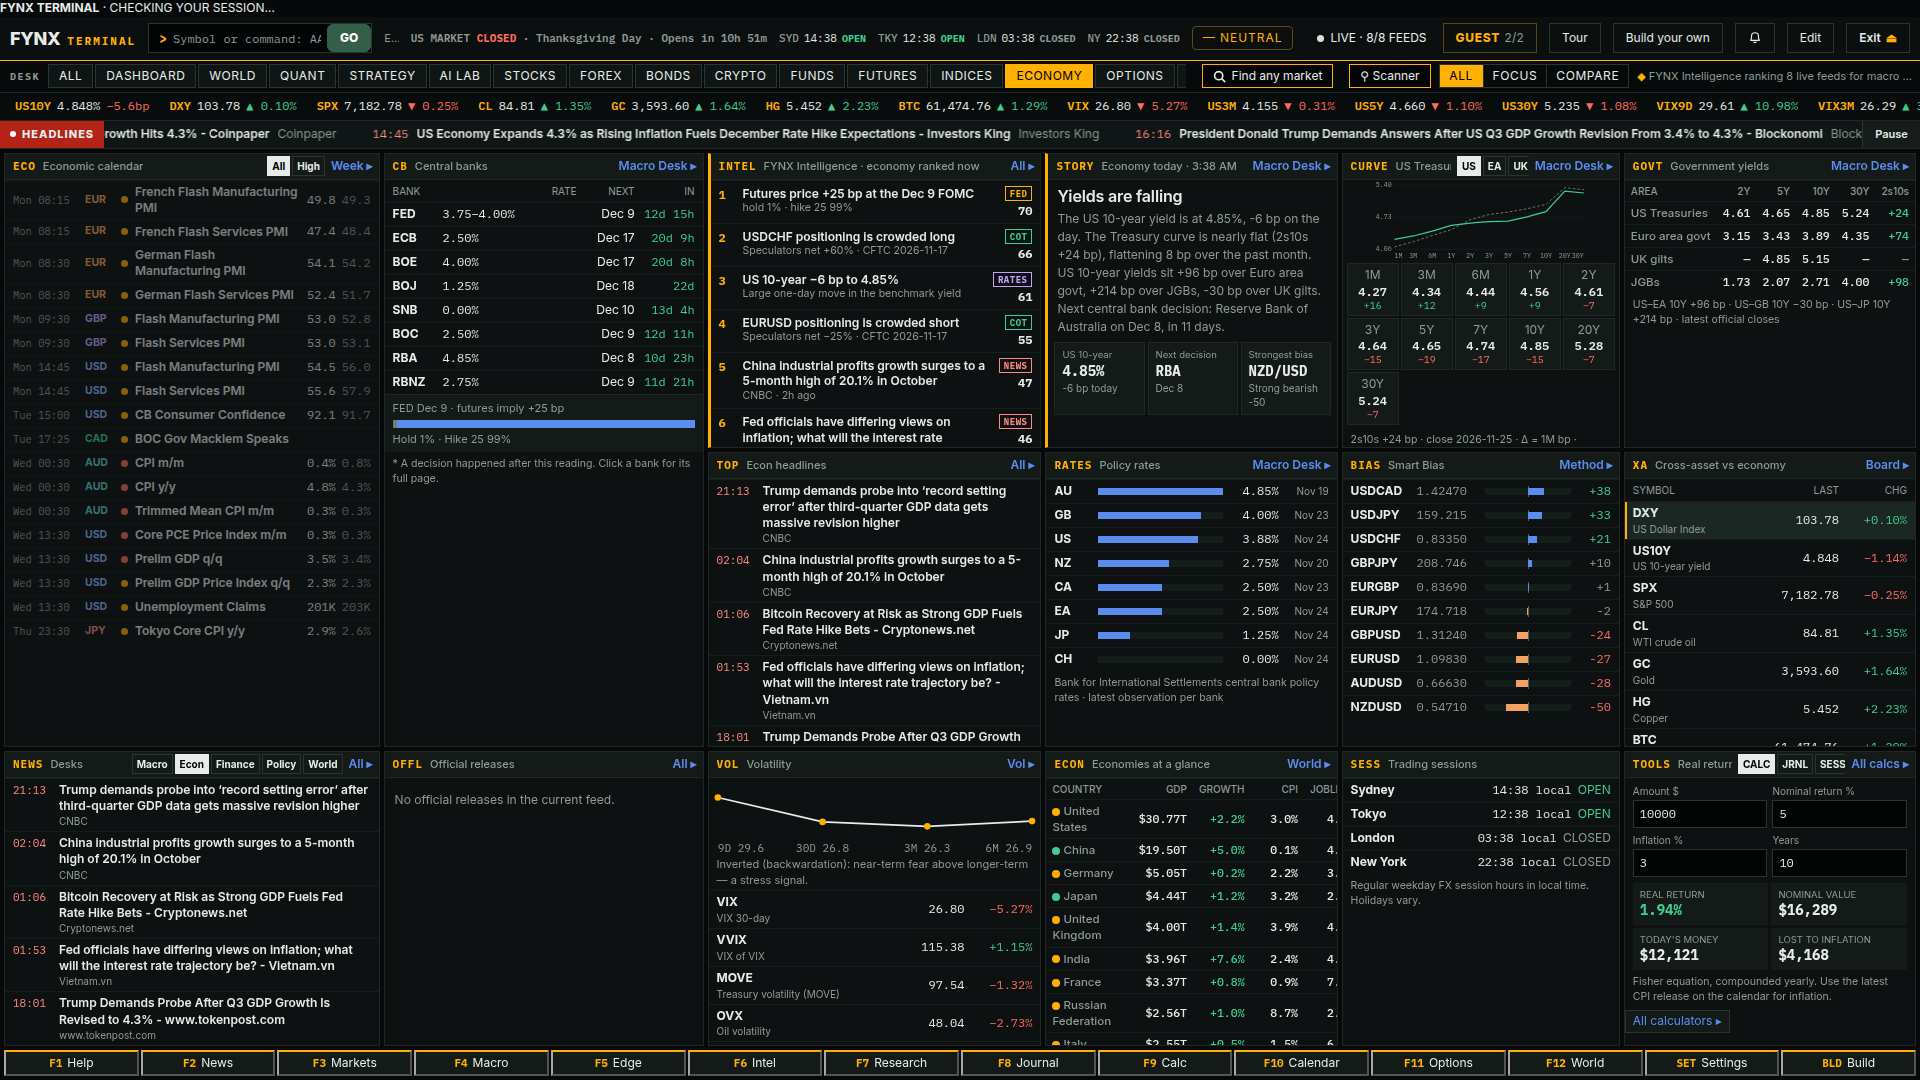 FYNX TERMINAL · CHECKING YOUR SESSION...
FYNX TERMINAL > Symbol or command: AA GO E... US MARKET CLOSED · Thanksgiving Day · Opens in 10h 51m SYD 14:38 OPEN TKY 12:38 OPEN LDN 03:38 CLOSED NY 22:38 CLOSED — NEUTRAL LIVE · 8/8 FEEDS GUEST 2/2 Tour Build your own Edit Exit
DESK ALL DASHBOARD WORLD QUANT STRATEGY AI LAB STOCKS FOREX BONDS CRYPTO FUNDS FUTURES INDICES ECONOMY OPTIONS Find any market Scanner ALL FOCUS COMPARE ◆ FYNX Intelligence ranking 8 live feeds for macro ...
US10Y 4.848% −5.6bp DXY 103.78 ▲ 0.10% SPX 7,182.78 ▼ 0.25% CL 84.81 ▲ 1.35% GC 3,593.60 ▲ 1.64% HG 5.452 ▲ 2.23% BTC 61,474.76 ▲ 1.29% VIX 26.80 ▼ 5.27% US3M 4.155 ▼ 0.31% US5Y 4.660 ▼ 1.10% US30Y 5.235 ▼ 1.08% VIX9D 29.61 ▲ 10.98% VIX3M 26.29 ▲
HEADLINES rowth Hits 4.3% - Coinpaper Coinpaper 14:45 US Economy Expands 4.3% as Rising Inflation Fuels December Rate Hike Expectations - Investors King Investors King 16:16 President Donald Trump Demands Answers After US Q3 GDP Growth Revision From 3.4% to 4.3% - Blockonomi Block Pause
ECO Economic calendar All High Week ▸
Mon 08:15 EUR French Flash Manufacturing PMI 49.8 49.3
Mon 08:15 EUR French Flash Services PMI 47.4 48.4
Mon 08:30 EUR German Flash Manufacturing PMI 54.1 54.2
Mon 08:30 EUR German Flash Services PMI 52.4 51.7
Mon 09:30 GBP Flash Manufacturing PMI 53.0 52.8
Mon 09:30 GBP Flash Services PMI 53.0 53.1
Mon 14:45 USD Flash Manufacturing PMI 54.5 56.0
Mon 14:45 USD Flash Services PMI 55.6 57.9
Tue 15:00 USD CB Consumer Confidence 92.1 91.7
Tue 17:25 CAD BOC Gov Macklem Speaks
Wed 00:30 AUD CPI m/m 0.4% 0.8%
Wed 00:30 AUD CPI y/y 4.8% 4.3%
Wed 00:30 AUD Trimmed Mean CPI m/m 0.3% 0.3%
Wed 13:30 USD Core PCE Price Index m/m 0.3% 0.3%
Wed 13:30 USD Prelim GDP q/q 3.5% 3.4%
Wed 13:30 USD Prelim GDP Price Index q/q 2.3% 2.3%
Wed 13:30 USD Unemployment Claims 201K 203K
Thu 23:30 JPY Tokyo Core CPI y/y 2.9% 2.6%
CB Central banks Macro Desk ▸
BANK RATE NEXT IN
FED 3.75–4.00% Dec 9 12d 15h
ECB 2.50% Dec 17 20d 9h
BOE 4.00% Dec 17 20d 8h
BOJ 1.25% Dec 18 22d
SNB 0.00% Dec 10 13d 4h
BOC 2.50% Dec 9 12d 11h
RBA 4.85% Dec 8 10d 23h
RBNZ 2.75% Dec 9 11d 21h
FED Dec 9 · futures imply +25 bp
Hold 1% · Hike 25 99%
* A decision happened after this reading. Click a bank for its
full page.
INTEL FYNX Intelligence · economy ranked now All ▸
1 Futures price +25 bp at the Dec 9 FOMC FED
hold 1% · hike 25 99% 70
2 USDCHF positioning is crowded long COT
Speculators net +60% · CFTC 2026-11-17 66
3 US 10-year −6 bp to 4.85% RATES
Large one-day move in the benchmark yield 61
4 EURUSD positioning is crowded short COT
Speculators net −25% · CFTC 2026-11-17 55
5 China industrial profits growth surges to a NEWS
5-month high of 20.1% in October 47
CNBC · 2h ago
6 Fed officials have differing views on NEWS
inflation; what will the interest rate 46
STORY Economy today · 3:38 AM Macro Desk ▸
Yields are falling
The US 10-year yield is at 4.85%, -6 bp on the
day. The Treasury curve is nearly flat (2s10s
+24 bp), flattening 8 bp over the past month.
US 10-year yields sit +96 bp over Euro area
govt, +214 bp over JGBs, -30 bp over UK gilts.
Next central bank decision: Reserve Bank of
Australia on Dec 8, in 11 days.
US 10-year 4.85% -6 bp today
Next decision RBA Dec 8
Strongest bias NZD/USD Strong bearish -50
CURVE US Treasu US EA UK Macro Desk ▸
5.40
4.73
4.06
1M 3M 6M 1Y 2Y 3Y 5Y 7Y 10Y 20Y 30Y
1M 3M 6M 1Y 2Y
4.27 4.34 4.44 4.56 4.61
+16 +12 +9 +9 −7
3Y 5Y 7Y 10Y 20Y
4.64 4.65 4.74 4.85 5.28
−15 −19 −17 −15 −7
30Y
5.24
−7
2s10s +24 bp · close 2026-11-25 · Δ = 1M bp ·
GOVT Government yields Macro Desk ▸
AREA 2Y 5Y 10Y 30Y 2s10s
US Treasuries 4.61 4.65 4.85 5.24 +24
Euro area govt 3.15 3.43 3.89 4.35 +74
UK gilts — 4.85 5.15 — —
JGBs 1.73 2.07 2.71 4.00 +98
US-EA 10Y +96 bp · US-GB 10Y −30 bp · US-JP 10Y
+214 bp · latest official closes
TOP Econ headlines All ▸
21:13 Trump demands probe into ‘record setting
error’ after third-quarter GDP data gets
massive revision higher
CNBC
02:04 China industrial profits growth surges to a 5-
month high of 20.1% in October
CNBC
01:06 Bitcoin Recovery at Risk as Strong GDP Fuels
Fed Rate Hike Bets - Cryptonews.net
Cryptonews.net
01:53 Fed officials have differing views on inflation;
what will the interest rate trajectory be? -
Vietnam.vn
Vietnam.vn
18:01 Trump Demands Probe After Q3 GDP Growth
RATES Policy rates Macro Desk ▸
AU 4.85% Nov 19
GB 4.00% Nov 23
US 3.88% Nov 24
NZ 2.75% Nov 20
CA 2.50% Nov 23
EA 2.50% Nov 24
JP 1.25% Nov 24
CH 0.00% Nov 24
Bank for International Settlements central bank policy
rates · latest observation per bank
BIAS Smart Bias Method ▸
USDCAD 1.42470 +38
USDJPY 159.215 +33
USDCHF 0.83350 +21
GBPJPY 208.746 +10
EURGBP 0.83690 +1
EURJPY 174.718 -2
GBPUSD 1.31240 -24
EURUSD 1.09830 -27
AUDUSD 0.66630 -28
NZDUSD 0.54710 -50
XA Cross-asset vs economy Board ▸
SYMBOL LAST CHG
DXY US Dollar Index 103.78 +0.10%
US10Y US 10-year yield 4.848 −1.14%
SPX S&P 500 7,182.78 −0.25%
CL WTI crude oil 84.81 +1.35%
GC Gold 3,593.60 +1.64%
HG Copper 5.452 +2.23%
BTC 61,474.76 +1.29%
NEWS Desks Macro Econ Finance Policy World All ▸
21:13 Trump demands probe into ‘record setting error’ after
third-quarter GDP data gets massive revision higher
CNBC
02:04 China industrial profits growth surges to a 5-month
high of 20.1% in October
CNBC
01:06 Bitcoin Recovery at Risk as Strong GDP Fuels Fed
Rate Hike Bets - Cryptonews.net
Cryptonews.net
01:53 Fed officials have differing views on inflation; what
will the interest rate trajectory be? - Vietnam.vn
Vietnam.vn
18:01 Trump Demands Probe After Q3 GDP Growth Is
Revised to 4.3% - www.tokenpost.com
www.tokenpost.com
OFFL Official releases All ▸
No official releases in the current feed.
VOL Volatility Vol ▸
9D 29.6 30D 26.8 3M 26.3 6M 26.9
Inverted (backwardation): near-term fear above longer-term
— a stress signal.
VIX VIX 30-day 26.80 −5.27%
VVIX VIX of VIX 115.38 +1.15%
MOVE Treasury volatility (MOVE) 97.54 −1.32%
OVX Oil volatility 48.04 −2.73%
ECON Economies at a glance World ▸
COUNTRY GDP GROWTH CPI JOBL
United States $30.77T +2.2% 3.0% 4.
China $19.50T +5.0% 0.1% 4.
Germany $5.05T +0.2% 2.2% 3.
Japan $4.44T +1.2% 3.2% 2.
United Kingdom $4.00T +1.4% 3.9% 4.
India $3.96T +7.6% 2.4% 4.
France $3.37T +0.8% 0.9% 7.
Russian Federation $2.56T +1.0% 8.7% 2.
Italy $2.55T +0.5% 1.5% 6.
SESS Trading sessions
Sydney 14:38 local OPEN
Tokyo 12:38 local OPEN
London 03:38 local CLOSED
New York 22:38 local CLOSED
Regular weekday FX session hours in local time.
Holidays vary.
TOOLS Real returr CALC JRNL SESS All calcs ▸
Amount $ Nominal return %
10000 5
Inflation % Years
3 10
REAL RETURN NOMINAL VALUE
1.94% $16,289
TODAY'S MONEY LOST TO INFLATION
$12,121 $4,168
Fisher equation, compounded yearly. Use the latest
CPI release on the calendar for inflation.
All calculators ▸
F1 Help F2 News F3 Markets F4 Macro F5 Edge F6 Intel F7 Research F8 Journal F9 Calc F10 Calendar F11 Options F12 World SET Settings BLD Build